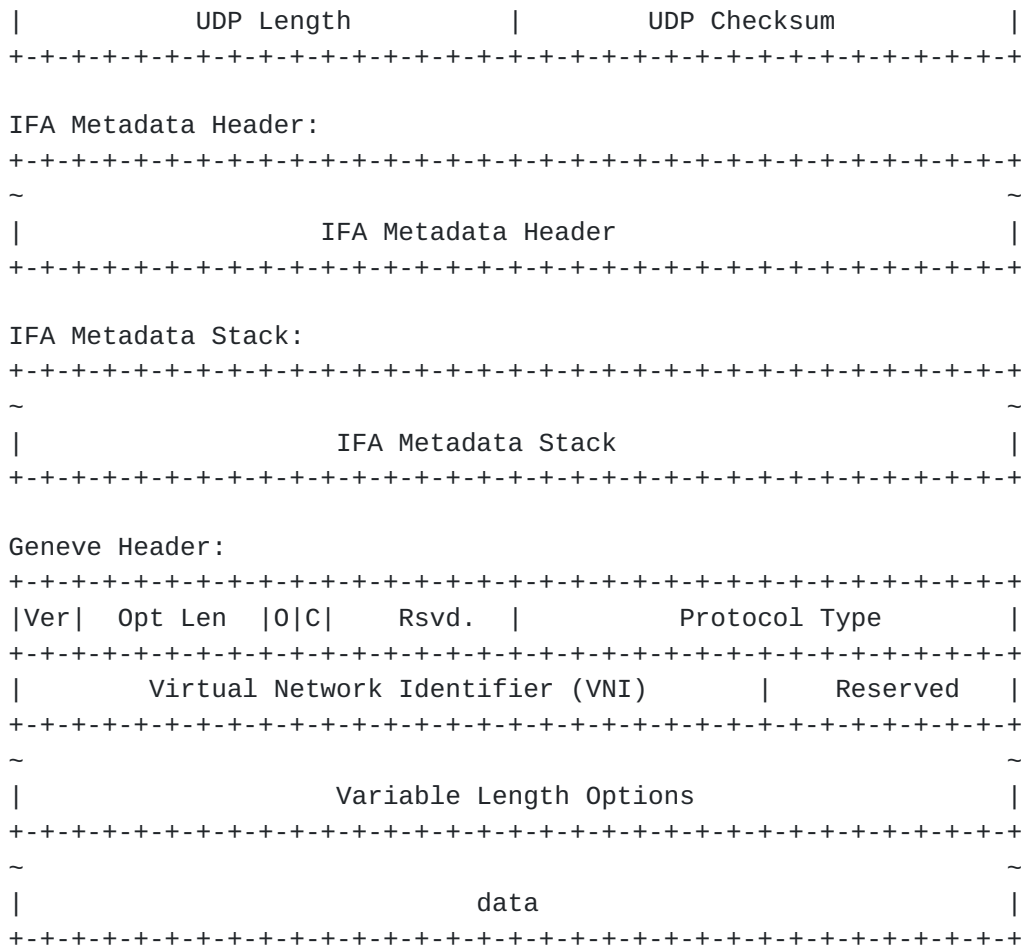 |           UDP Length          |        UDP Checksum           |
+-+-+-+-+-+-+-+-+-+-+-+-+-+-+-+-+-+-+-+-+-+-+-+-+-+-+-+-+-+-+-+-+
IFA Metadata Header:
+-+-+-+-+-+-+-+-+-+-+-+-+-+-+-+-+-+-+-+-+-+-+-+-+-+-+-+-+-+-+-+-+
~                                                               ~
|                   IFA Metadata Header                         |
+-+-+-+-+-+-+-+-+-+-+-+-+-+-+-+-+-+-+-+-+-+-+-+-+-+-+-+-+-+-+-+-+
IFA Metadata Stack:
+-+-+-+-+-+-+-+-+-+-+-+-+-+-+-+-+-+-+-+-+-+-+-+-+-+-+-+-+-+-+-+-+
~                                                               ~
|                    IFA Metadata Stack                         |
+-+-+-+-+-+-+-+-+-+-+-+-+-+-+-+-+-+-+-+-+-+-+-+-+-+-+-+-+-+-+-+-+
Geneve Header:
+-+-+-+-+-+-+-+-+-+-+-+-+-+-+-+-+-+-+-+-+-+-+-+-+-+-+-+-+-+-+-+-+
|Ver|  Opt Len  |O|C|    Rsvd.  |          Protocol Type        |
+-+-+-+-+-+-+-+-+-+-+-+-+-+-+-+-+-+-+-+-+-+-+-+-+-+-+-+-+-+-+-+-+
|        Virtual Network Identifier (VNI)       |    Reserved   |
+-+-+-+-+-+-+-+-+-+-+-+-+-+-+-+-+-+-+-+-+-+-+-+-+-+-+-+-+-+-+-+-+
~                                                               ~
|                    Variable Length Options                    |
+-+-+-+-+-+-+-+-+-+-+-+-+-+-+-+-+-+-+-+-+-+-+-+-+-+-+-+-+-+-+-+-+
~                                                               ~
|                             data                              |
+-+-+-+-+-+-+-+-+-+-+-+-+-+-+-+-+-+-+-+-+-+-+-+-+-+-+-+-+-+-+-+-+